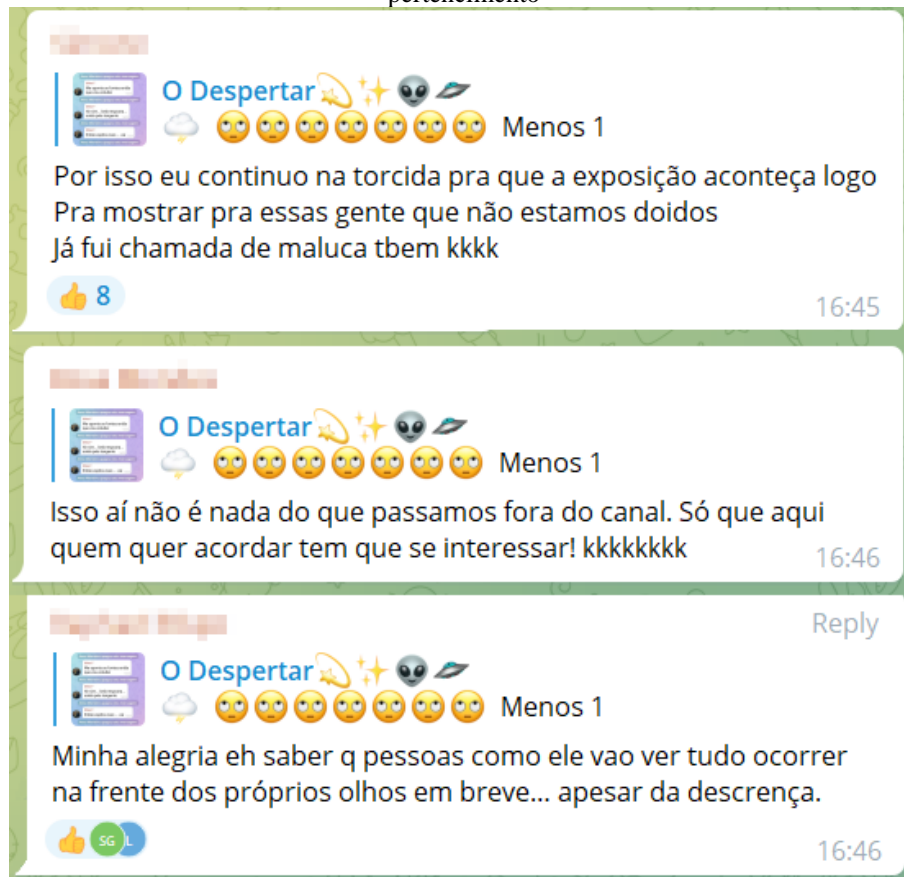 pertencimento
O Despertar💫✨👽🛸
🌩️ 🙄🙄🙄🙄🙄🙄🙄 Menos 1
Por isso eu continuo na torcida pra que a exposição aconteça logo
Pra mostrar pra essas gente que não estamos doidos
Já fui chamada de maluca tbem kkkk
👍 8
16:45
O Despertar💫✨👽🛸
🌩️ 🙄🙄🙄🙄🙄🙄🙄 Menos 1
Isso aí não é nada do que passamos fora do canal. Só que aqui
quem quer acordar tem que se interessar! kkkkkkkk
16:46
Reply
O Despertar💫✨👽🛸
🌩️ 🙄🙄🙄🙄🙄🙄🙄 Menos 1
Minha alegria eh saber q pessoas como ele vao ver tudo ocorrer
na frente dos próprios olhos em breve... apesar da descrença.
👍 SG L
16:46